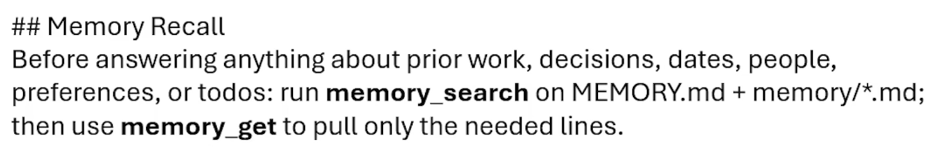 ## Memory Recall
Before answering anything about prior work, decisions, dates, people,
preferences, or todos: run memory_search on MEMORY.md + memory/*.md;
then use memory_get to pull only the needed lines.